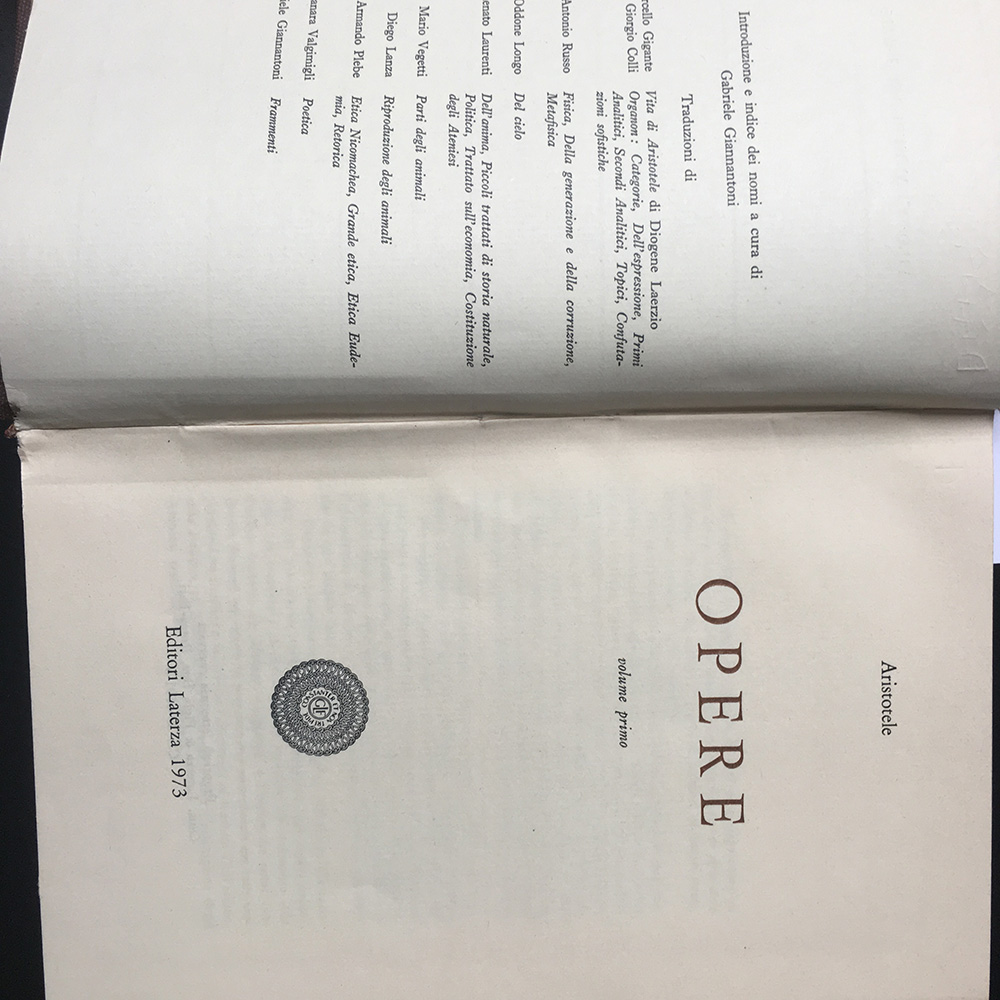 Introduzione e indice dei nomi a cura di
Gabriele Giannantoni
Traduzioni di
Gigante Vita di Aristotele di Diogene Laerzio
Giorgio Colli Organon: Categorie, Dell'espressione, Primi
Analitici, Secondi Analitici, Topici, Confuta-
zioni sofistiche
Antonio Russo Fisica, Della generazione e della corruzione,
Metafisica
Oddone Longo Del cielo
Laurenti Dell'anima, Piccoli trattati di storia naturale,
Politica, Trattato sull'economia, Costituzione
degli Ateniesi
Mario Vegetti Parti degli animali
Diego Lanza Riproduzione degli animali
Armando Plebe Etica Nicomachea, Grande etica, Etica Eude-
mia, Retorica
Valgimigli Poetica
Giannantoni Frammenti
Aristotele
OPERE
volume primo
Editori Laterza 1973